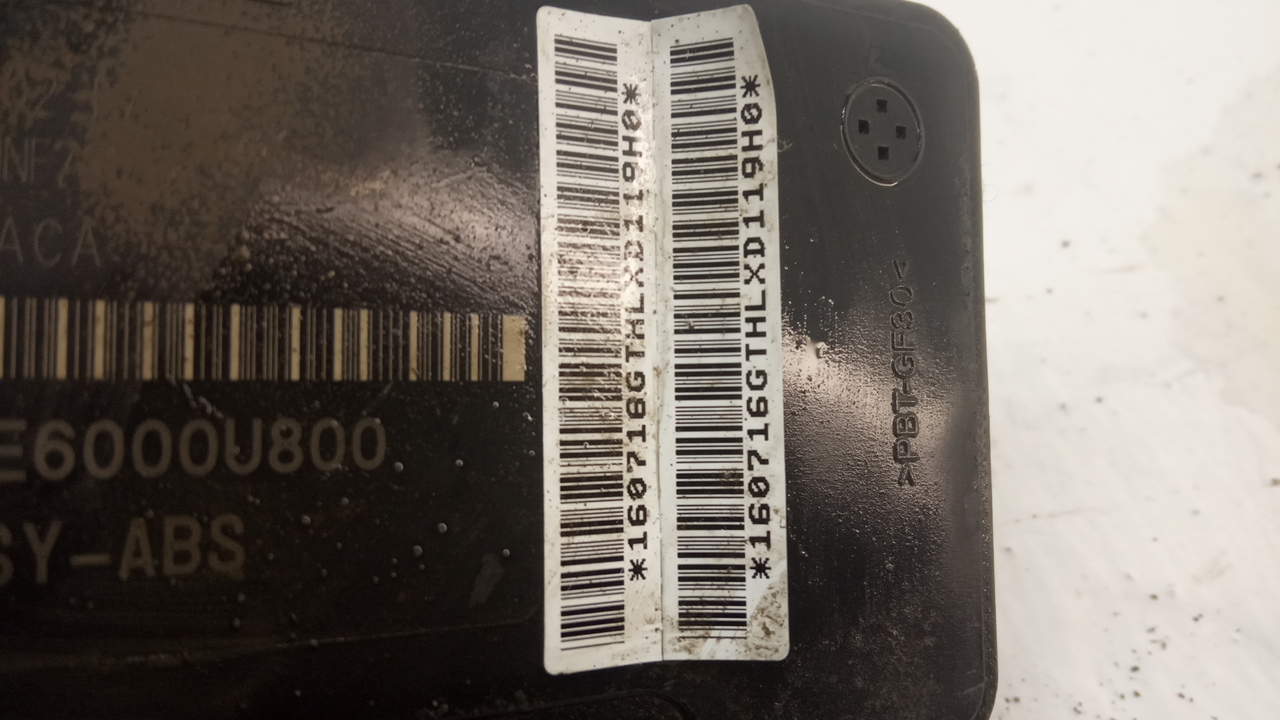 ACA
E6000U800
SY-ABS
*160716GTHLXD119H0*
*160716GTHLXD119H0*
>PBT-GF30<